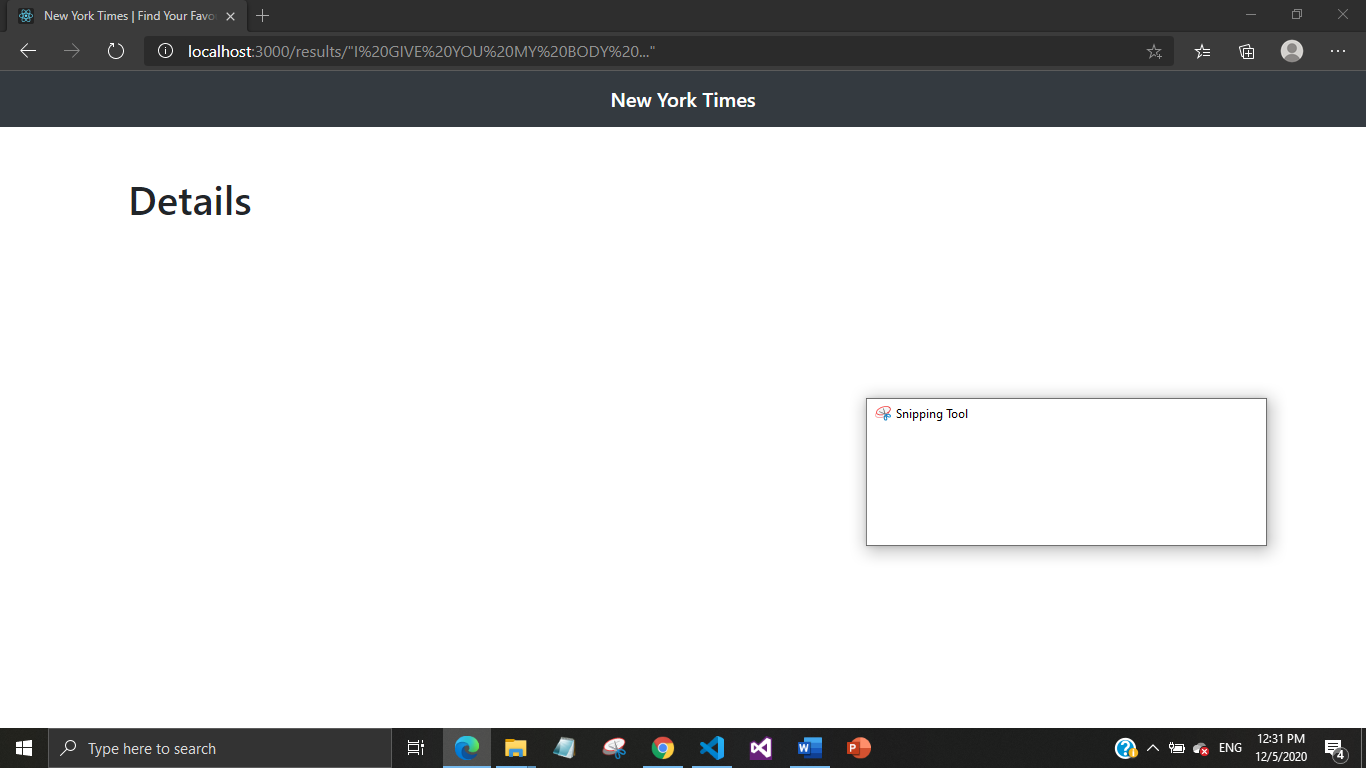 New York Times | Find Your Favo
localhost:3000/results/"I%20GIVE%20YOU%20MY%20BODY%20..."
New York Times
Details
Snipping Tool
Type here to search
ENG
12:31 PM
12/5/2020
4